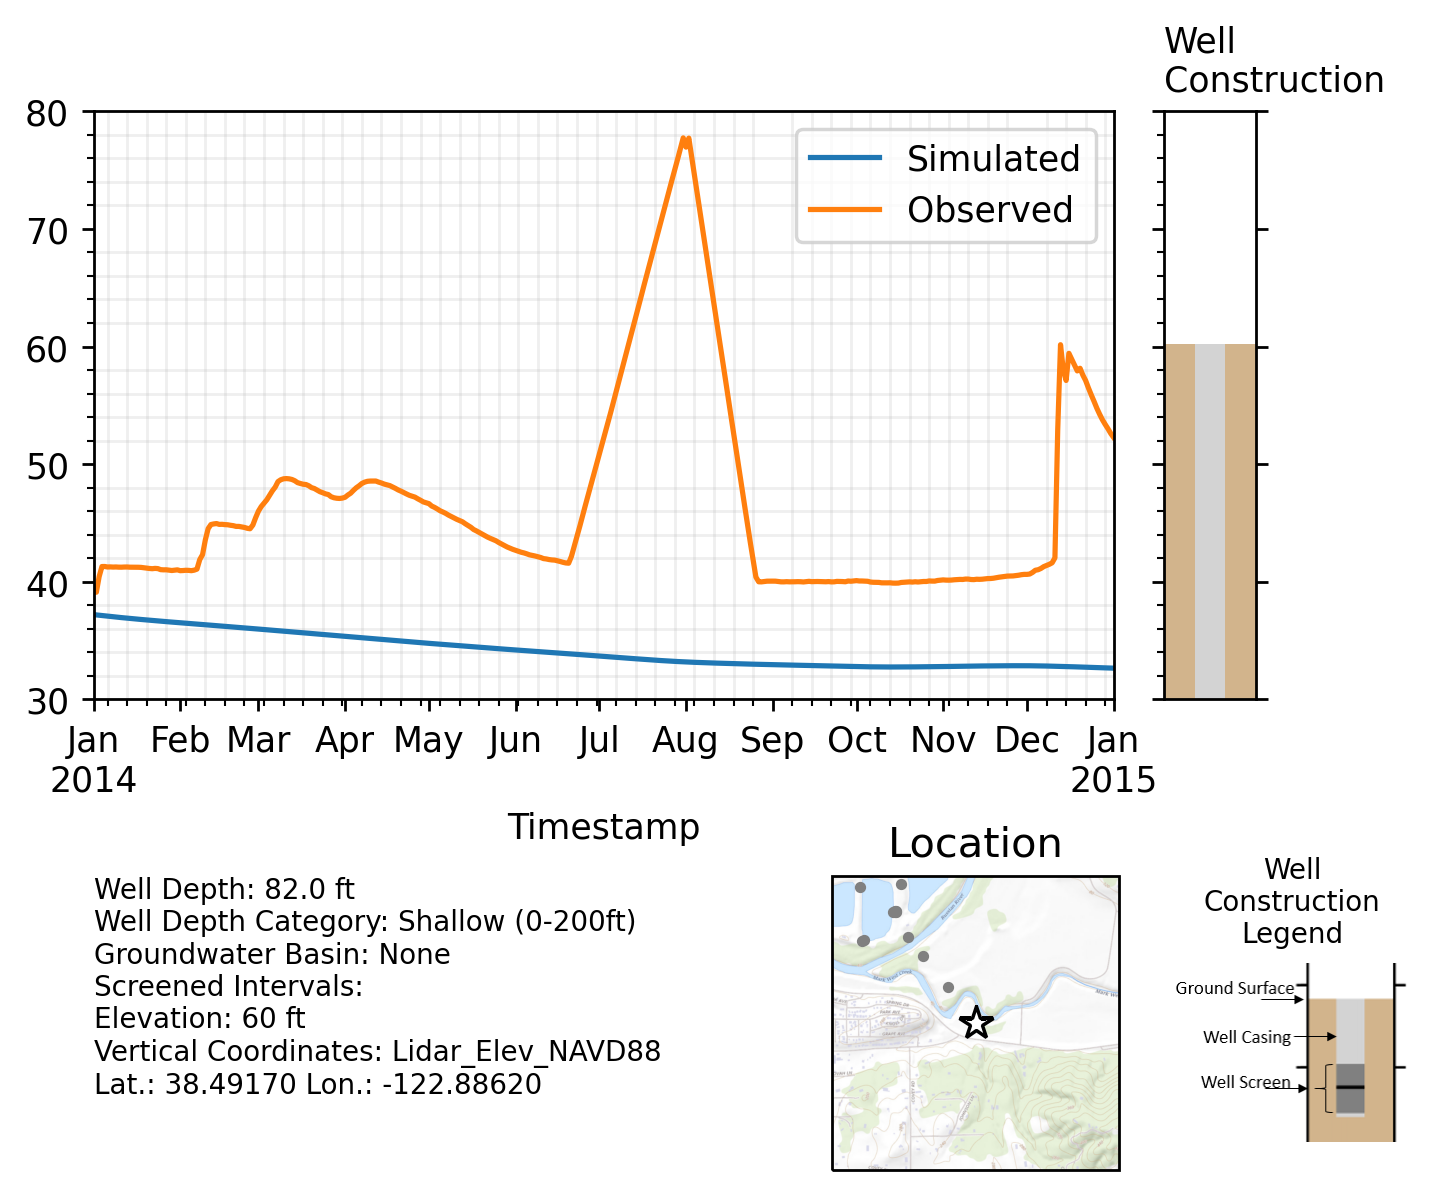 Well
Construction
80
70
60
50
40
30
Simulated
Observed
Jan
2014
Feb
Mar
Apr
May
Jun
Jul
Aug
Sep
Oct
Nov
Dec
Jan
2015
Timestamp
Well Depth: 82.0 ft
Well Depth Category: Shallow (0-200ft)
Groundwater Basin: None
Screened Intervals:
Elevation: 60 ft
Vertical Coordinates: Lidar_Elev_NAVD88
Lat.: 38.49170 Lon.: -122.88620
Location
Well
Construction
Legend
Ground Surface
Well Casing
Well Screen